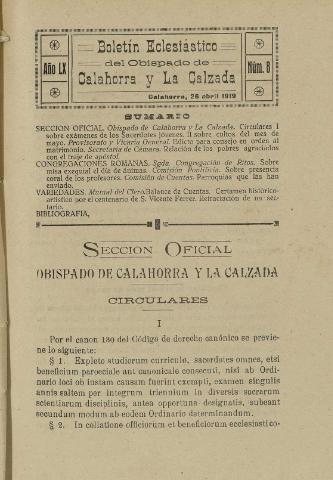 Año LX
Boletín Eclesiástico
del Obispado de
Calahorra y La Calzada
Calahorra, 26 abril 1919
Núm. 8
SUMARIO
SECCION OFICIAL, Obispado de Calahorra y La Calzada. Circulares I
sobre exámenes de los Sacerdotes jóvenes. II sobre cultos del mes de
mayo. Provisorato y Vicaría General. Edicto para consejo en orden al
matrimonio. Secretaría de Cámara. Relación de los pobres agraciados
con el traje de apóstol.
CONGREGACIONES ROMANAS. Sgda. Congregación de Ritos. Sobre
misa exequial el día de ánimas. Comisión Pontificia. Sobre presencia
coral de los profesores. Comisión de Cuentas. Parroquias que las han
enviado.
VARIEDADES. Montepío del Clero. Balance de Cuentas. Certamen histórico-
artístico por el centenario de S. Vicente Ferrer. Retractación de un sec-
tario.
BIBLIOGRAFIA,
SECCION OFICIAL
OBISPADO DE CALAHORRA Y LA CALZADA
CIRCULARES
I
Por el canon 130 del Código de derecho canónico se previe-
ne lo siguiente:
§ 1. Expleto studiorum curriculo, sacerdotes omnes, etsi
beneficium paroeciale aut canonicale consecuti, nisi ab Ordi-
nario loci ob iustam causam fuerint exempti, examen singulis
annis saltem per integrum triennium in diversis sacrarum
scientiarum disciplinis, antea opportune designatis, subeant
secundum modum ab eodem Ordinario determinandum.
§ 2. In collatione officiorum et beneficiorum ecclesiastico-